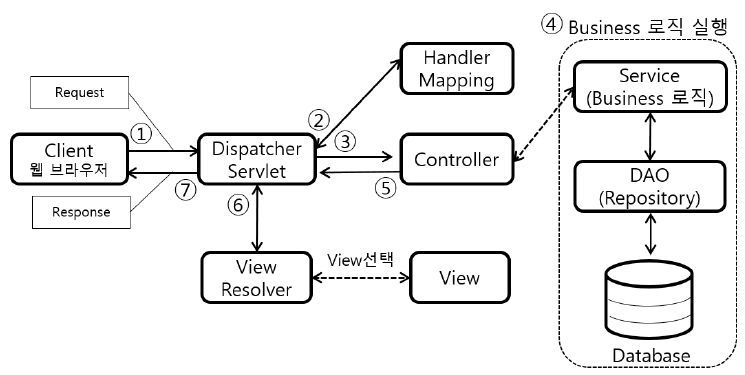 ④ Business 로직 실행
Handler
Mapping
Service
(Business 로직)
Request
①
②
③
Client
웹 브라우저
Dispatcher
Servlet
Controller
⑦
⑤
DAO
(Repository)
Response
⑥
View
Resolver
View선택
View
Database